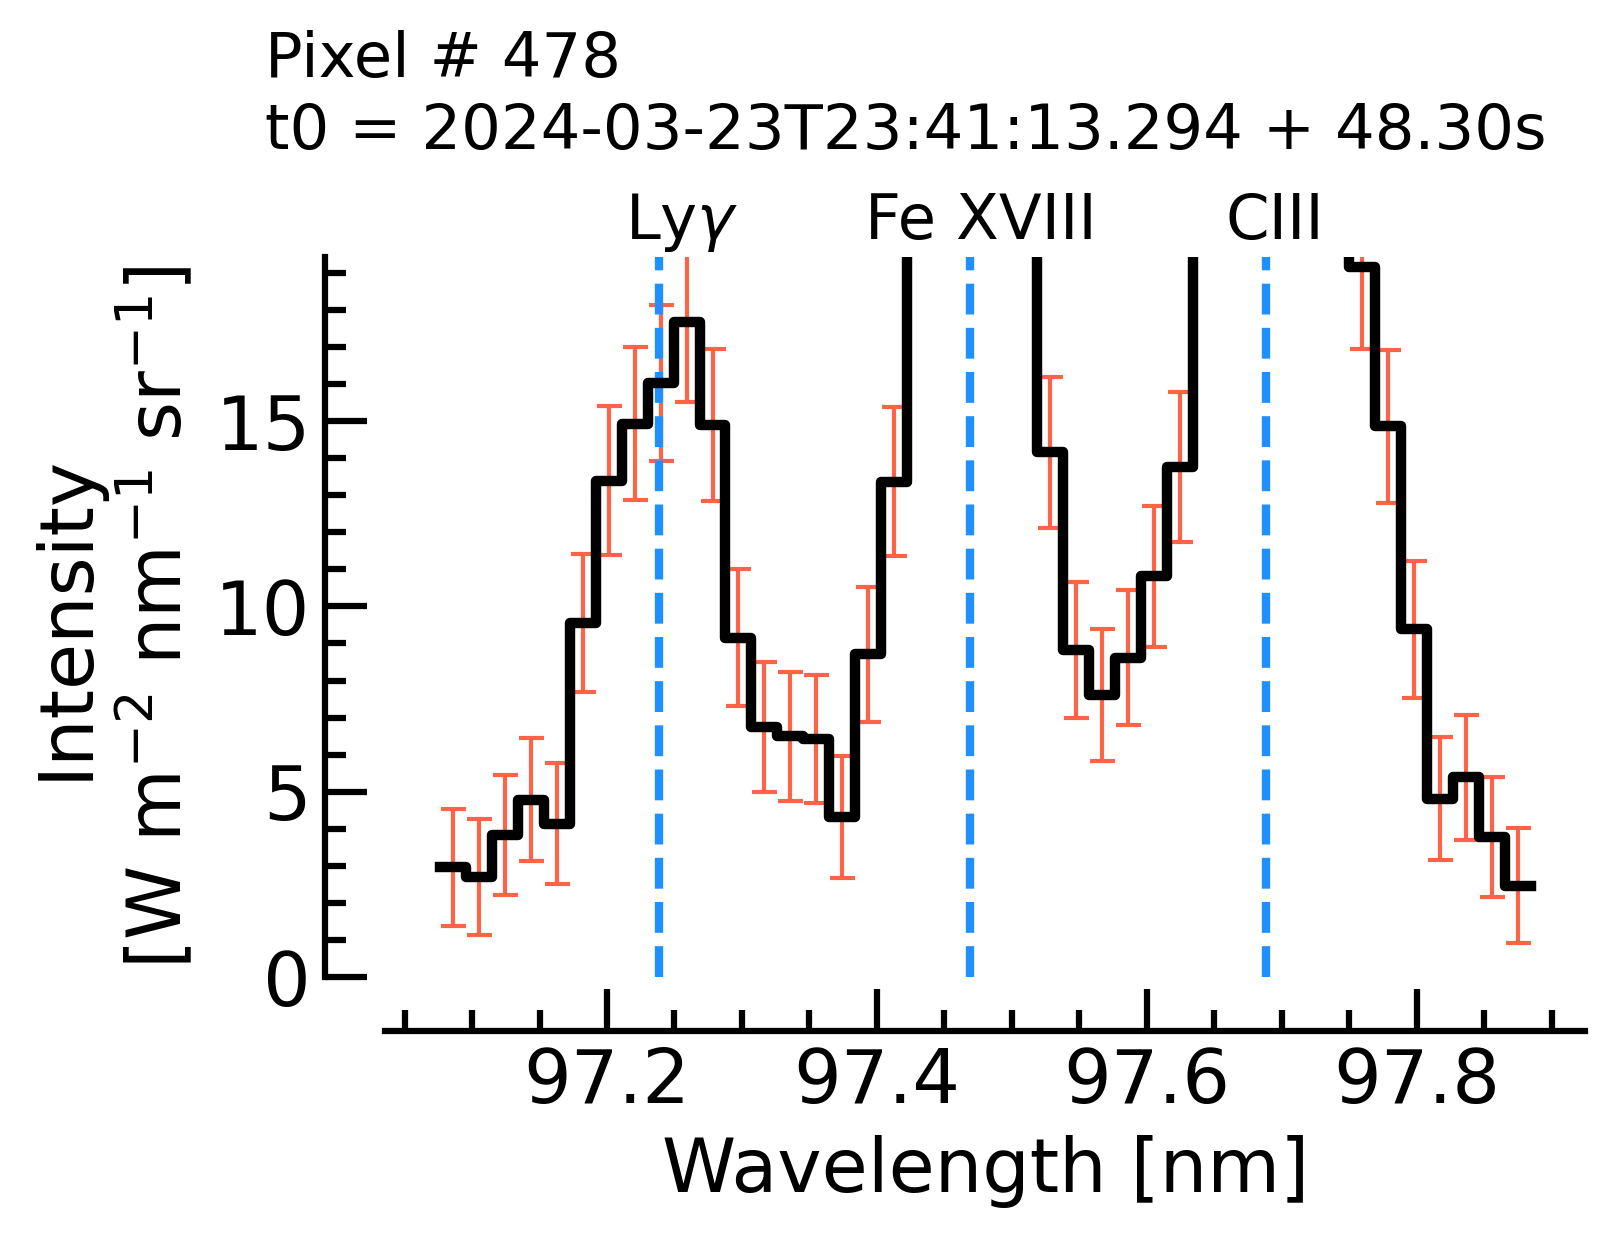 Pixel # 478
t0 = 2024-03-23T23:41:13.294 + 48.30s
Lyγ Fe XVIII CIII
Intensity
[W m⁻² nm⁻¹ sr⁻¹]
15
10
5
0
97.2 97.4 97.6 97.8
Wavelength [nm]